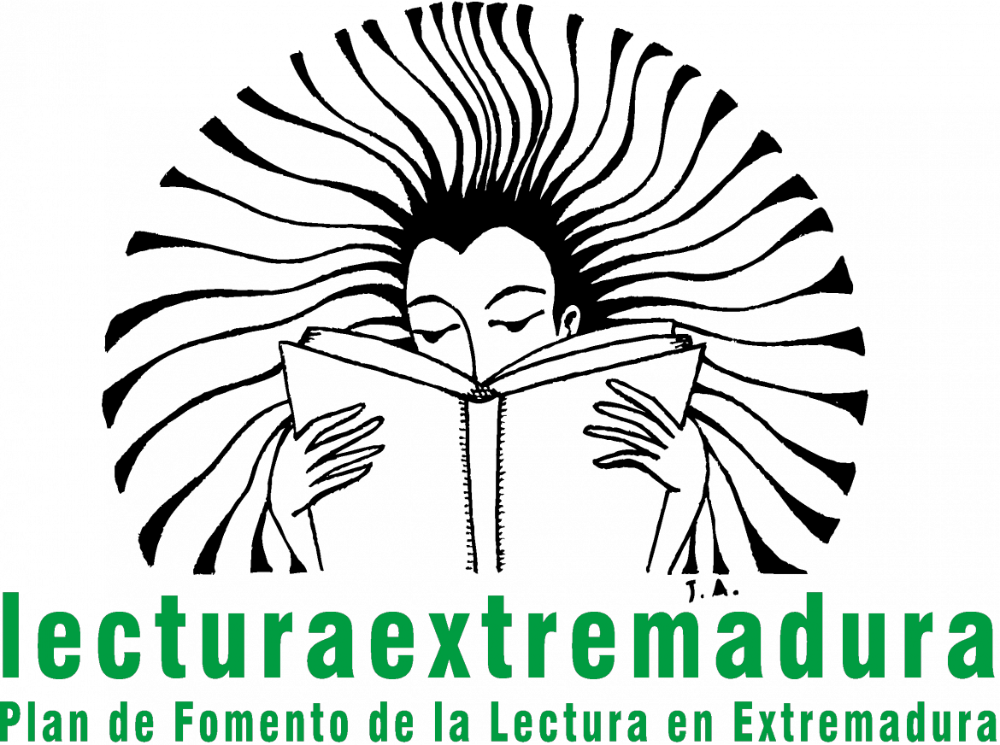 J.A.
lecturaextremadura
Plan de Fomento de la Lectura en Extremadura